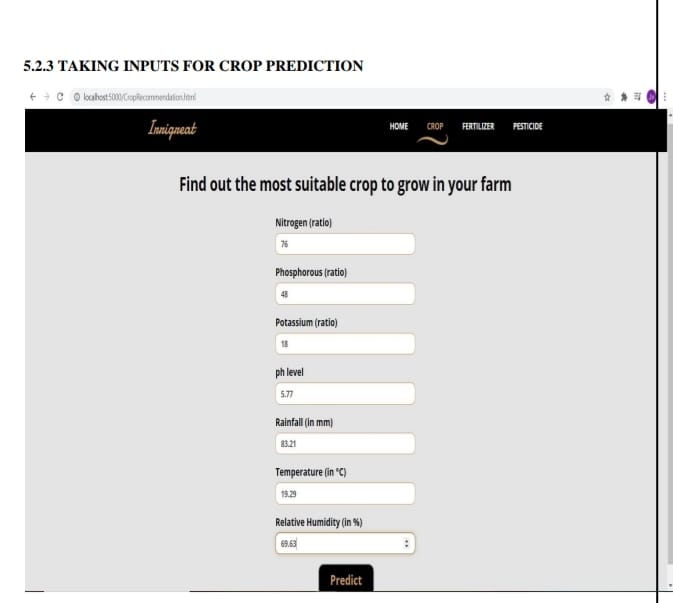 5.2.3 TAKING INPUTS FOR CROP PREDICTION
localhost:5000/CropRecommendation.html
Innigreat HOME CROP FERTILIZER PESTICIDE
Find out the most suitable crop to grow in your farm
Nitrogen (ratio)
76
Phosphorous (ratio)
48
Potassium (ratio)
18
ph level
5.77
Rainfall (in mm)
83.21
Temperature (in °C)
19.29
Relative Humidity (in %)
69.63
Predict